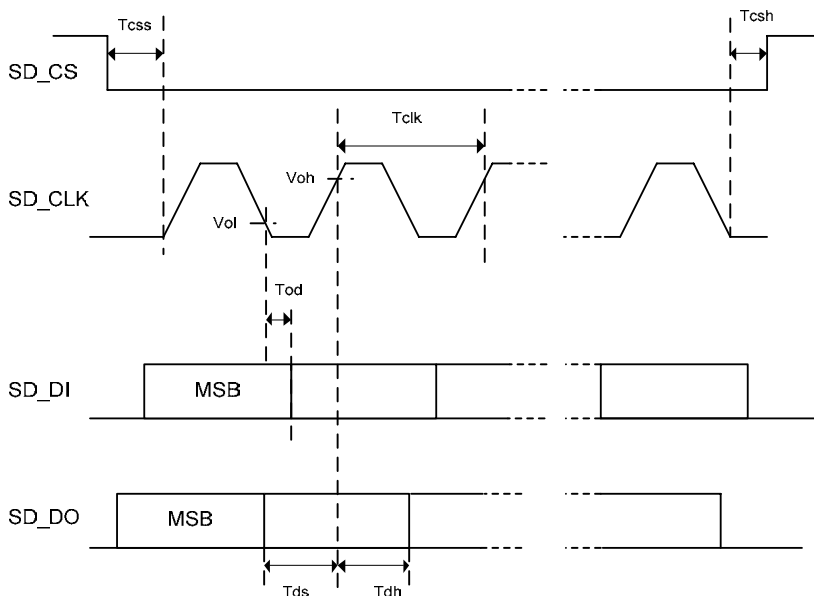 Tcss
Tcsh
SD_CS
Tclk
Voh
SD_CLK
Vol
Tod
SD_DI
MSB
SD_DO
MSB
Tds
Tdh